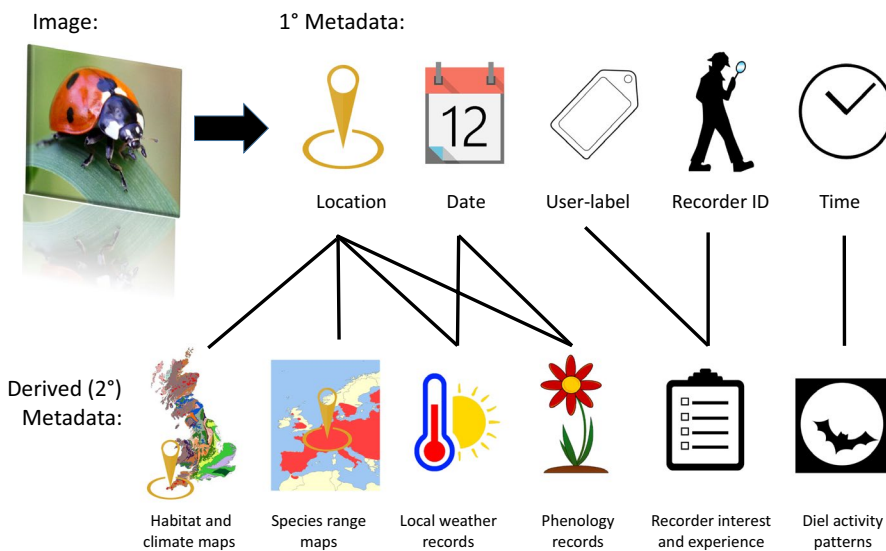 Image:
1° Metadata:
12
Location
Date
User-label
Recorder ID
Time
Derived (2°)
Metadata:
Habitat and
climate maps
Species range
maps
Local weather
records
Phenology
records
Recorder interest
and experience
Diel activity
patterns